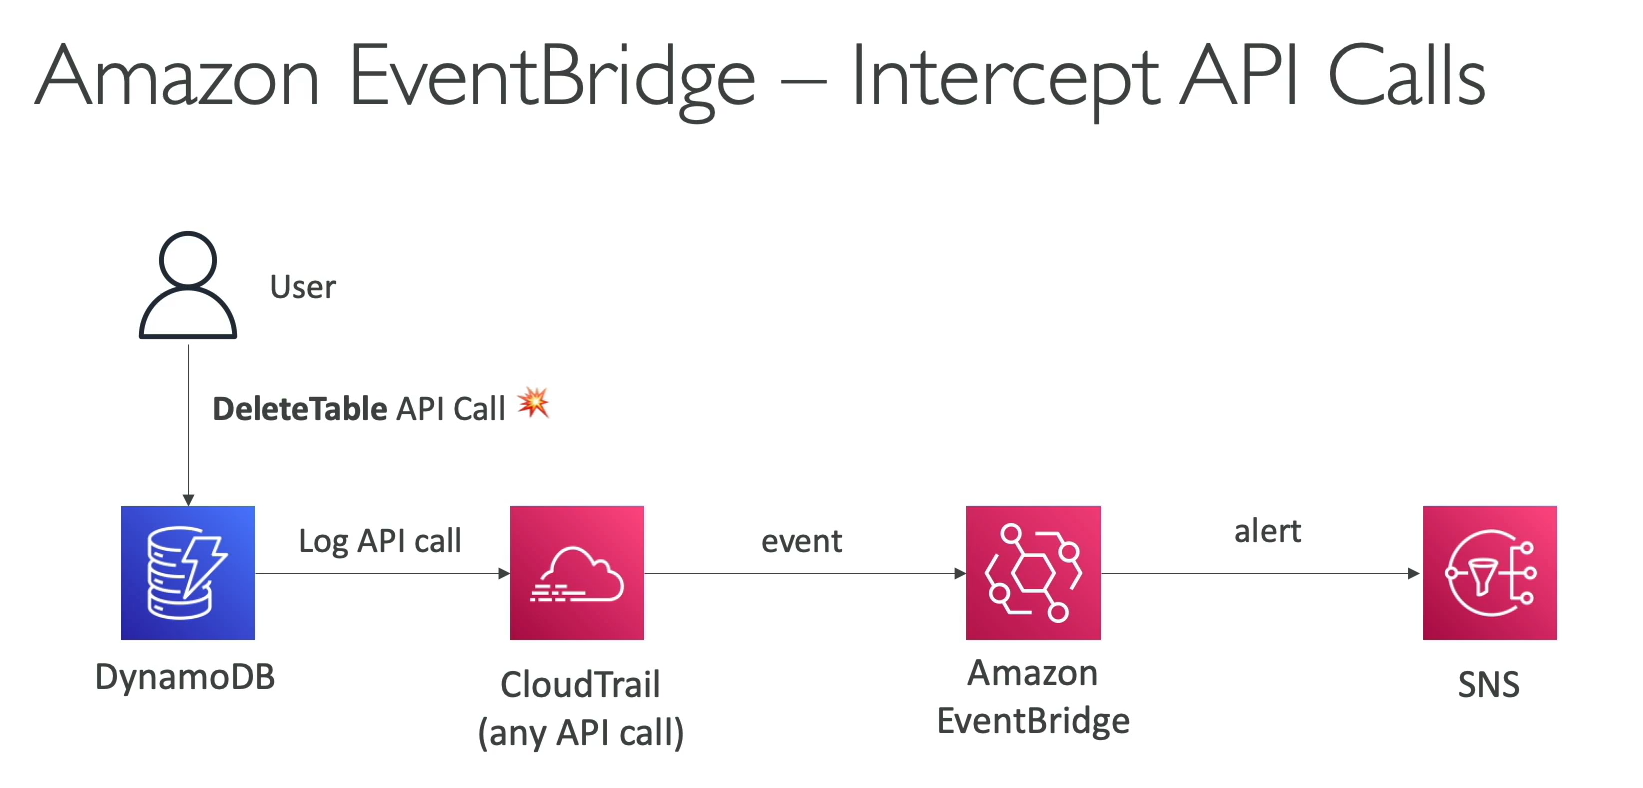 Amazon EventBridge – Intercept API Calls
User
DeleteTable API Call 💥
Log API call
event
alert
DynamoDB
CloudTrail
(any API call)
Amazon
EventBridge
SNS